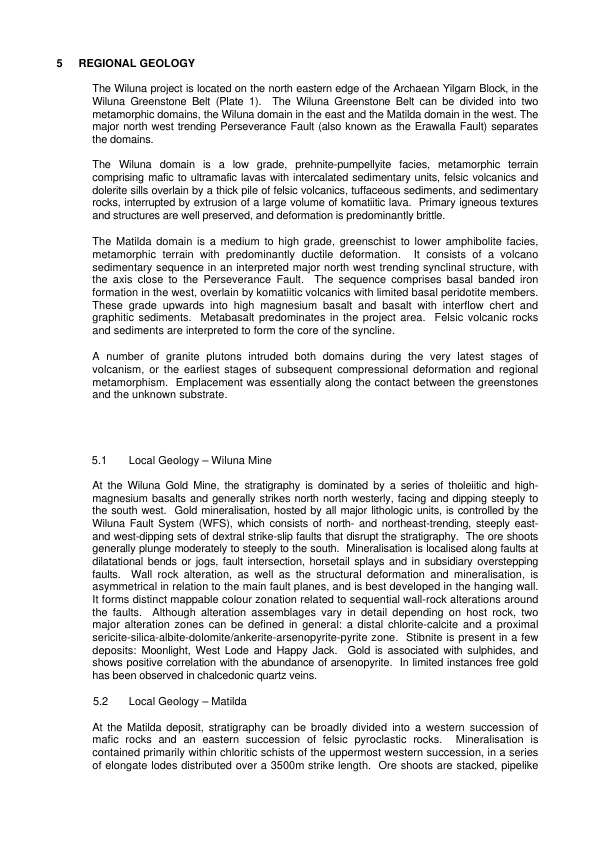 5 REGIONAL GEOLOGY
The Wiluna project is located on the north eastern edge of the Archaean Yilgarn Block, in the
Wiluna Greenstone Belt (Plate 1). The Wiluna Greenstone Belt can be divided into two
metamorphic domains, the Wiluna domain in the east and the Matilda domain in the west. The
major north west trending Perseverance Fault (also known as the Erawalla Fault) separates
the domains.
The Wiluna domain is a low grade, prehnite-pumpellyite facies, metamorphic terrain
comprising mafic to ultramafic lavas with intercalated sedimentary units, felsic volcanics and
dolerite sills overlain by a thick pile of felsic volcanics, tuffaceous sediments, and sedimentary
rocks, interrupted by extrusion of a large volume of komatiitic lava. Primary igneous textures
and structures are well preserved, and deformation is predominantly brittle.
The Matilda domain is a medium to high grade, greenschist to lower amphibolite facies,
metamorphic terrain with predominantly ductile deformation. It consists of a volcano
sedimentary sequence in an interpreted major north west trending synclinal structure, with
the axis close to the Perseverance Fault. The sequence comprises basal banded iron
formation in the west, overlain by komatiitic volcanics with limited basal peridotite members.
These grade upwards into high magnesium basalt and basalt with interflow chert and
graphitic sediments. Metabasalt predominates in the project area. Felsic volcanic rocks
and sediments are interpreted to form the core of the syncline.
A number of granite plutons intruded both domains during the very latest stages of
volcanism, or the earliest stages of subsequent compressional deformation and regional
metamorphism. Emplacement was essentially along the contact between the greenstones
and the unknown substrate.
5.1 Local Geology – Wiluna Mine
At the Wiluna Gold Mine, the stratigraphy is dominated by a series of tholeiitic and high-
magnesium basalts and generally strikes north north westerly, facing and dipping steeply to
the south west. Gold mineralisation, hosted by all major lithologic units, is controlled by the
Wiluna Fault System (WFS), which consists of north- and northeast-trending, steeply east-
and west-dipping sets of dextral strike-slip faults that disrupt the stratigraphy. The ore shoots
generally plunge moderately to steeply to the south. Mineralisation is localised along faults at
dilatational bends or jogs, fault intersection, horsetail splays and in subsidiary overstepping
faults. Wall rock alteration, as well as the structural deformation and mineralisation, is
asymmetrical in relation to the main fault planes, and is best developed in the hanging wall.
It forms distinct mappable colour zonation related to sequential wall-rock alterations around
the faults. Although alteration assemblages vary in detail depending on host rock, two
major alteration zones can be defined in general: a distal chlorite-calcite and a proximal
sericite-silica-albite-dolomite/ankerite-arsenopyrite-pyrite zone. Stibnite is present in a few
deposits: Moonlight, West Lode and Happy Jack. Gold is associated with sulphides, and
shows positive correlation with the abundance of arsenopyrite. In limited instances free gold
has been observed in chalcedonic quartz veins.
5.2 Local Geology – Matilda
At the Matilda deposit, stratigraphy can be broadly divided into a western succession of
mafic rocks and an eastern succession of felsic pyroclastic rocks. Mineralisation is
contained primarily within chloritic schists of the uppermost western succession, in a series
of elongate lodes distributed over a 3500m strike length. Ore shoots are stacked, pipelike